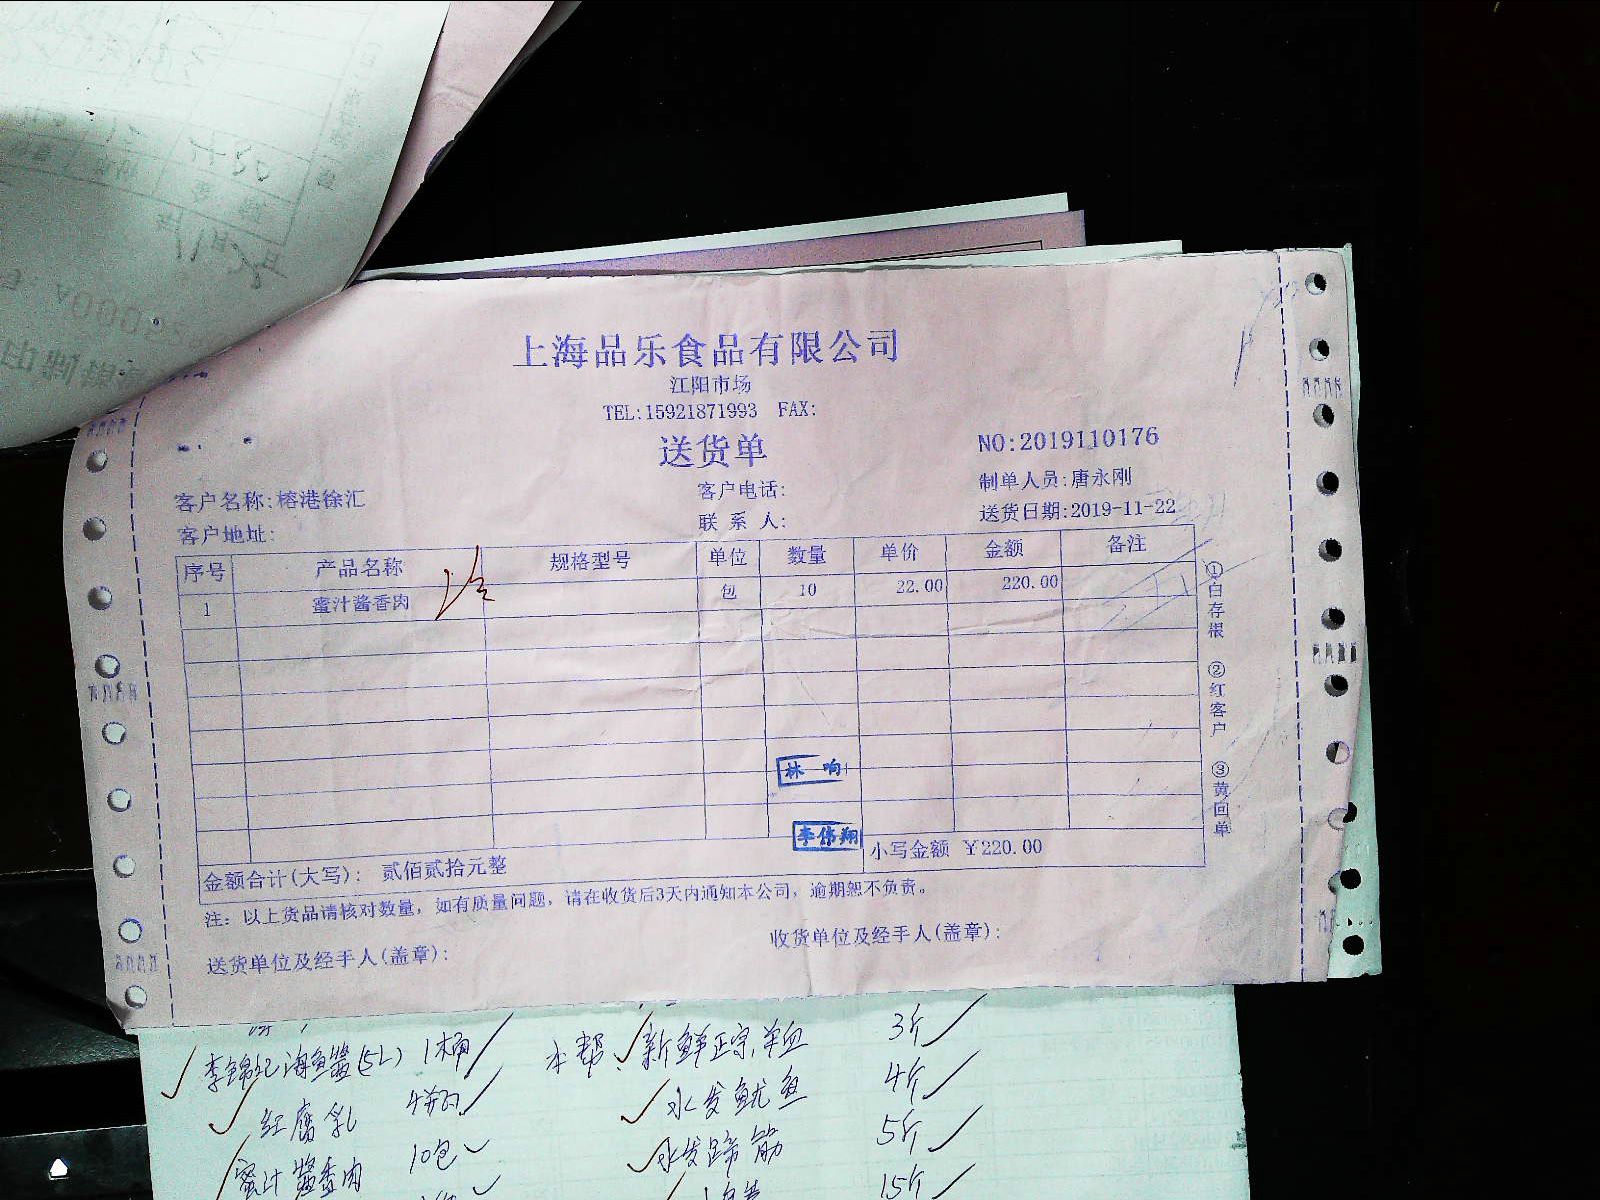 上海品乐食品有限公司
江阳市场
TEL:15921871993 FAX:
送货单
NO:2019110176
客户名称:榕港徐汇 客户电话: 制单人员:唐永刚
客户地址: 联系人: 送货日期:2019-11-22
序号 产品名称 规格型号 单位 数量 单价 金额 备注
1 蜜汁酱香肉 包 10 22.00 220.00
林响
李伟翔
金额合计(大写): 贰佰贰拾元整 小写金额 ￥220.00
注: 以上货品请核对数量, 如有质量问题, 请在收货后3天内通知本公司, 逾期恕不负责。
送货单位及经手人(盖章): 收货单位及经手人(盖章):
①白存根 ②红客户 ③黄回单
李锦记海鱼酱(5L) 1桶 本帮 新鲜正宗羊血 3斤
红腐乳 水发鱿鱼 4斤
蜜汁酱香肉 10包 水发蹄筋 5斤
15斤